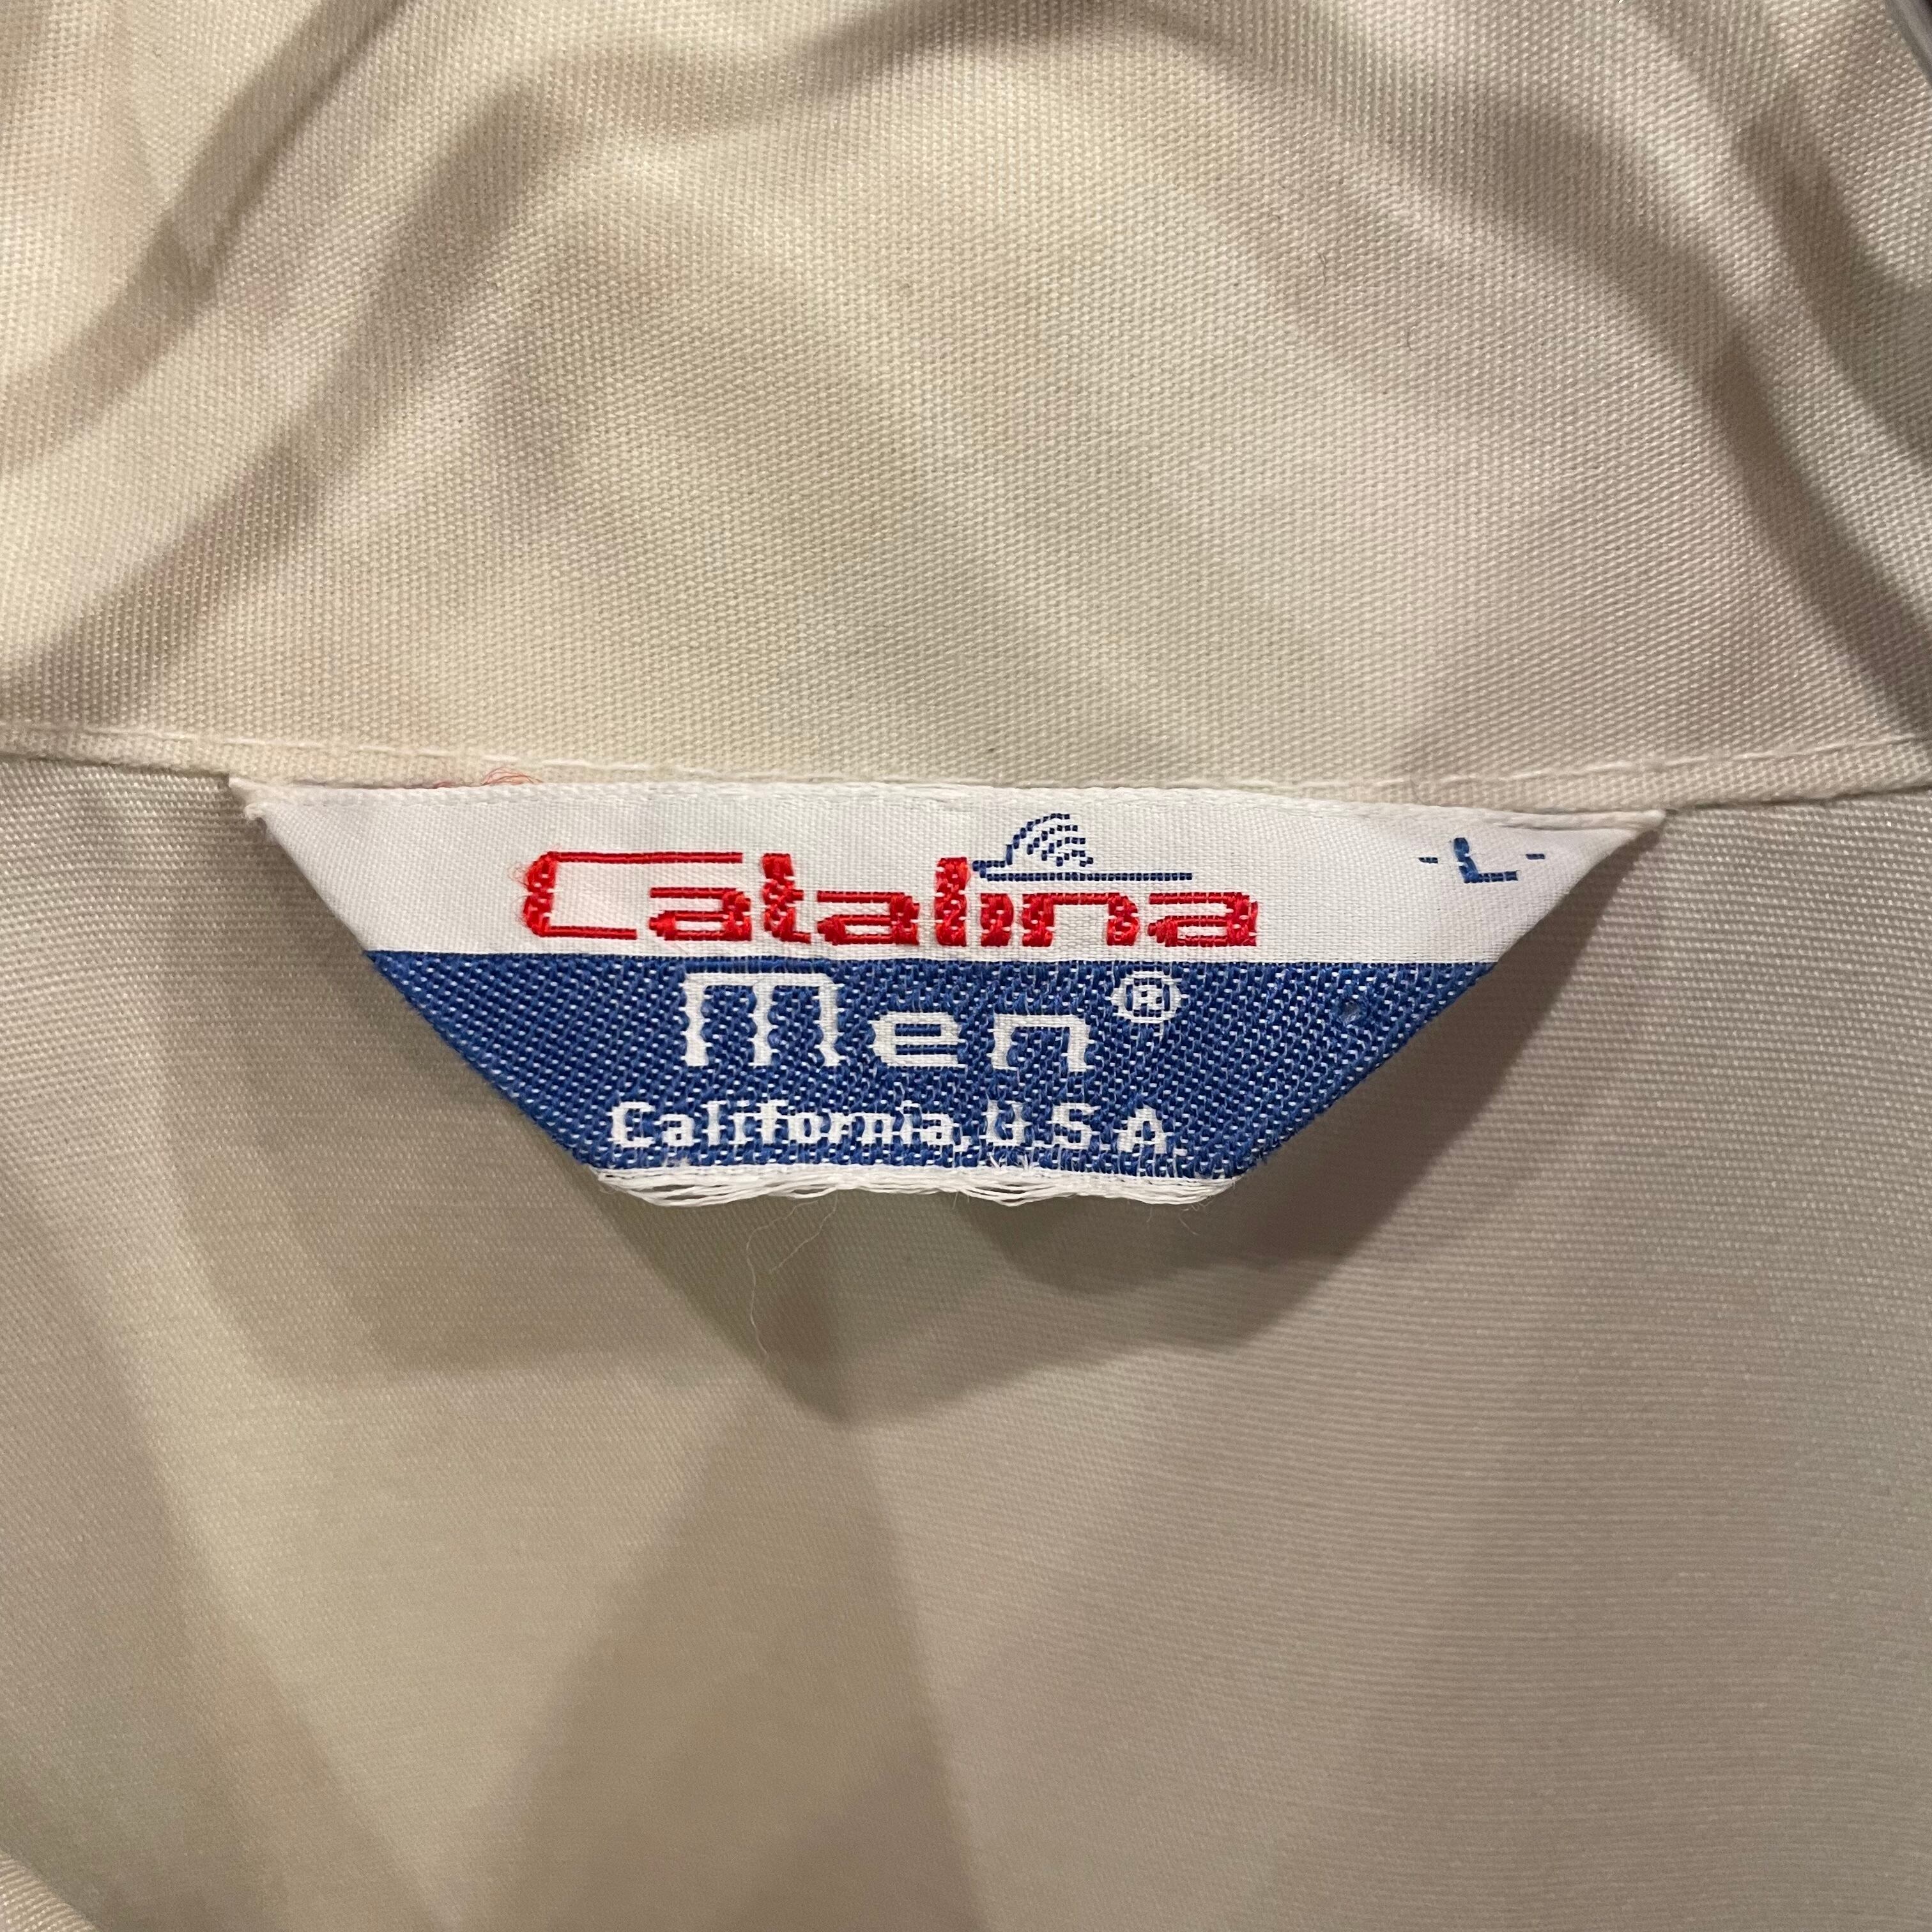 Catalina -L-
Men®
California, U.S.A.